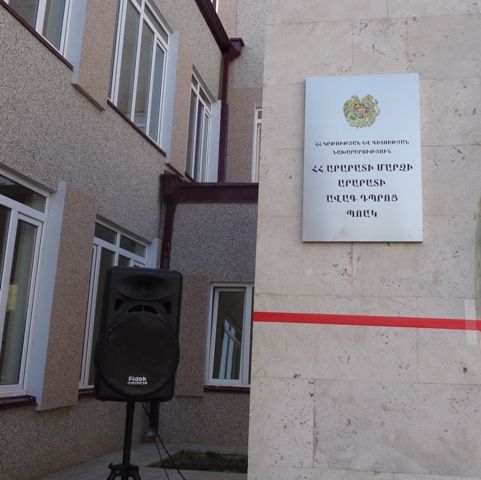 ՀՀ ԿՐԹՈՒԹՅԱՆ ԵՎ ԳԻՏՈՒԹՅԱՆ
ՆԱԽԱՐԱՐՈՒԹՅՈՒՆ
ՀՀ ԱՐԱՐԱՏԻ ՄԱՐԶԻ
ԱՐԱՐԱՏԻ
ԱՎԱԳ ԴՊՐՈՑ
ՊՈԱԿ
Fidek